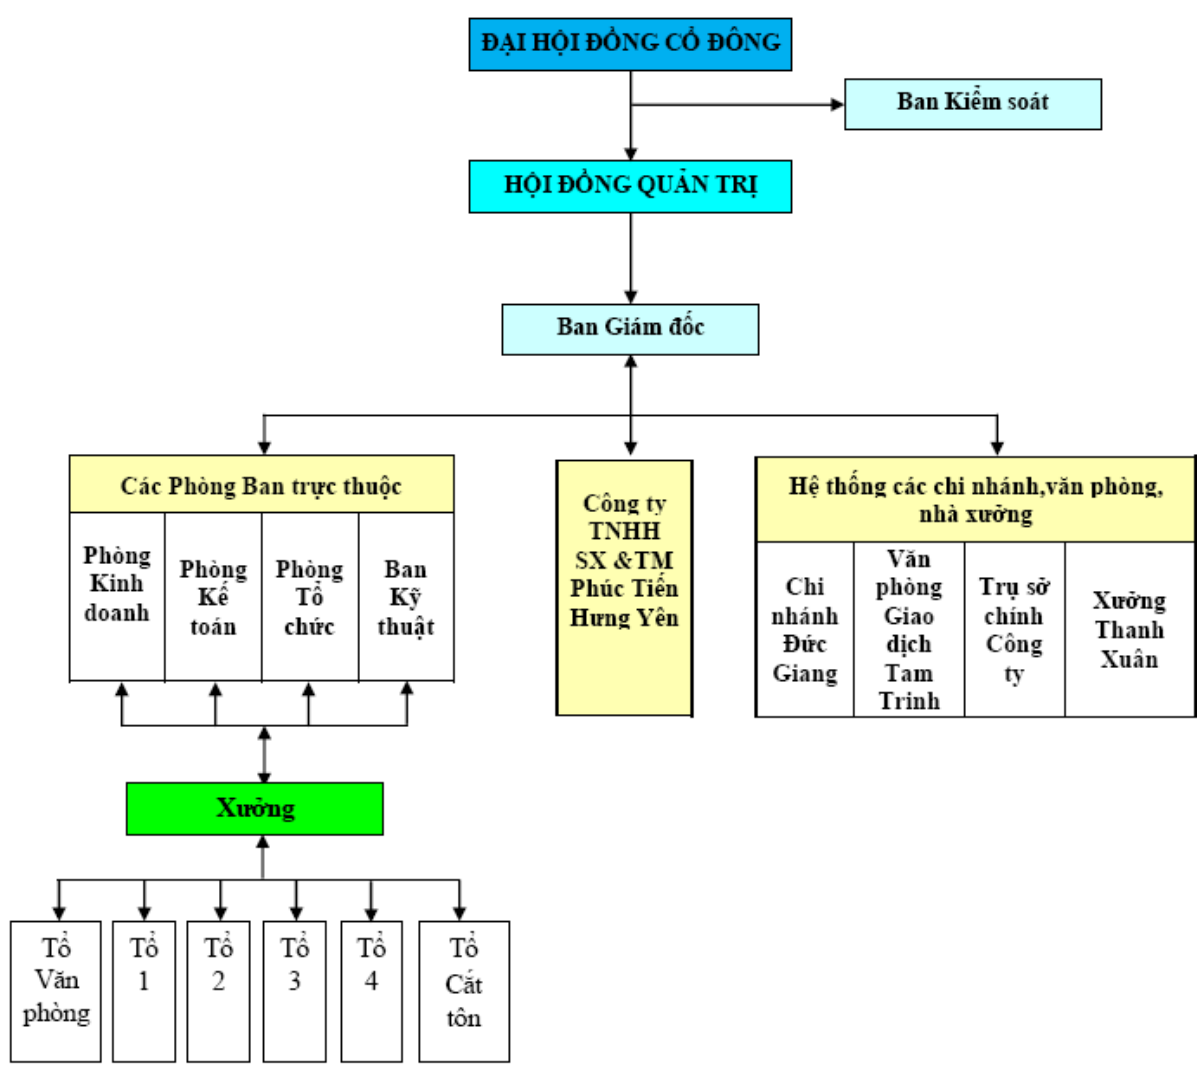 ĐẠI HỘI ĐỒNG CỔ ĐÔNG
Ban Kiểm soát
HỘI ĐỒNG QUẢN TRỊ
Ban Giám đốc
Các Phòng Ban trực thuộc
Phòng
Kinh
doanh
Phòng
Kế
toán
Phòng
Tổ
chức
Ban
Kỹ
thuật
Công ty
TNHH
SX &TM
Phúc Tiến
Hưng Yên
Hệ thống các chi nhánh,văn phòng,
nhà xưởng
Chi
nhánh
Đức
Giang
Văn
phòng
Giao
dịch
Tam
Trinh
Trụ sở
chính
Công
ty
Xưởng
Thanh
Xuân
Xưởng
Tổ
Văn
phòng
Tổ
1
Tổ
2
Tổ
3
Tổ
4
Tổ
Cắt
tôn